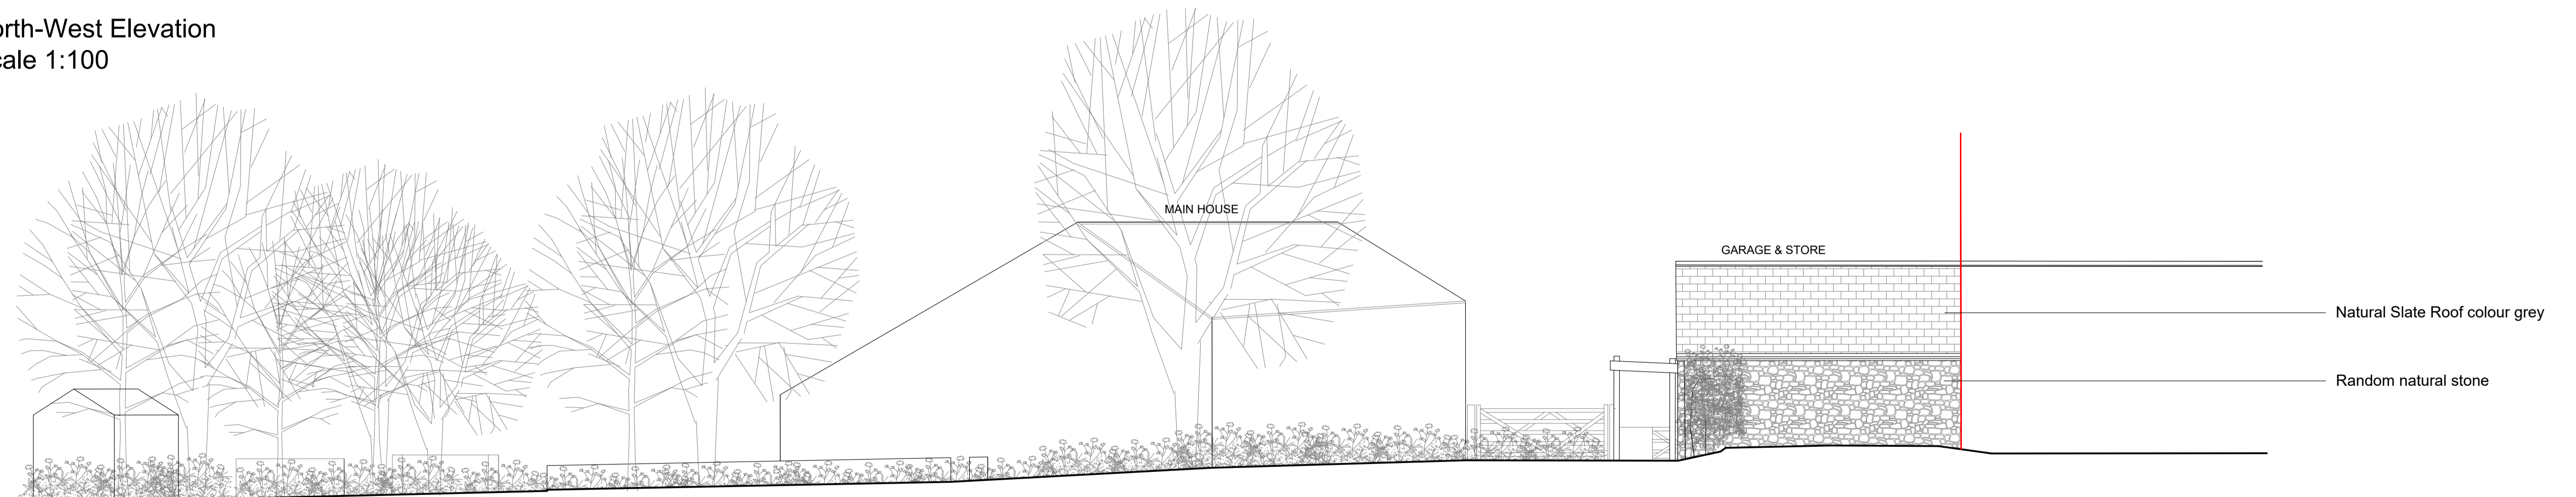 orth-West Elevation
cale 1:100
MAIN HOUSE
GARAGE & STORE
Natural Slate Roof colour grey
Random natural stone